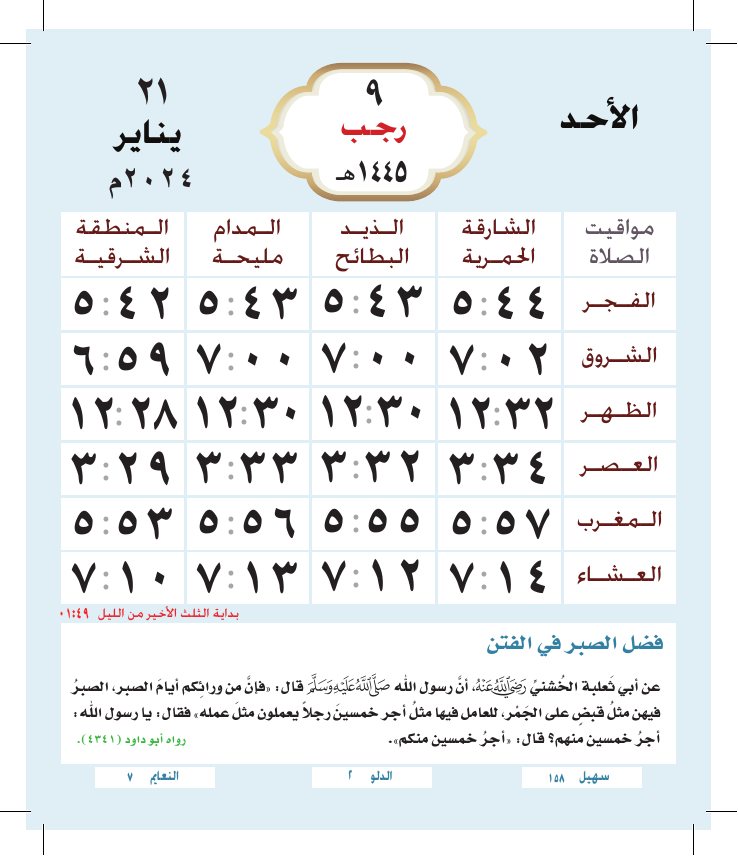 الأحد
٩
رجب
١٤٤٥هـ
٢١
يناير
٢٠٢٤م
مواقيت الصلاة | الشارقة الحمرية | الذيد البطائح | المدام مليحة | المنطقة الشرقية
الفجر ٥:٤٤ ٥:٤٣ ٥:٤٣ ٥:٤٢
الشروق ٧:٠٢ ٧:٠٠ ٧:٠٠ ٦:٥٩
الظهر ١٢:٣٢ ١٢:٣٠ ١٢:٣٠ ١٢:٢٨
العصر ٣:٣٤ ٣:٣٢ ٣:٣٣ ٣:٢٩
المغرب ٥:٥٧ ٥:٥٥ ٥:٥٦ ٥:٥٣
العشاء ٧:١٤ ٧:١٢ ٧:١٣ ٧:١٠
بداية الثلث الأخير من الليل ٠١:٤٩
فضل الصبر في الفتن
عن أبي ثعلبة الخُشنيِّ رَضِيَ اللَّهُ عَنْهُ، أنَّ رسول الله صَلَّى اللَّهُ عَلَيْهِ وَسَلَّمَ قال: «فإنَّ من ورائِكم أيامَ الصبر، الصبرُ
فيهن مثلُ قبضٍ على الجَمْر، للعامل فيها مثلُ أجر خمسينَ رجلاً يعملون مثلَ عمله» فقال: يا رسول الله:
أجرُ خمسين منهم؟ قال: «أجرُ خمسين منكم». رواه أبو داود (٤٣٤١).
سهيل ١٥٨
الدلو ٢
النعايم ٧